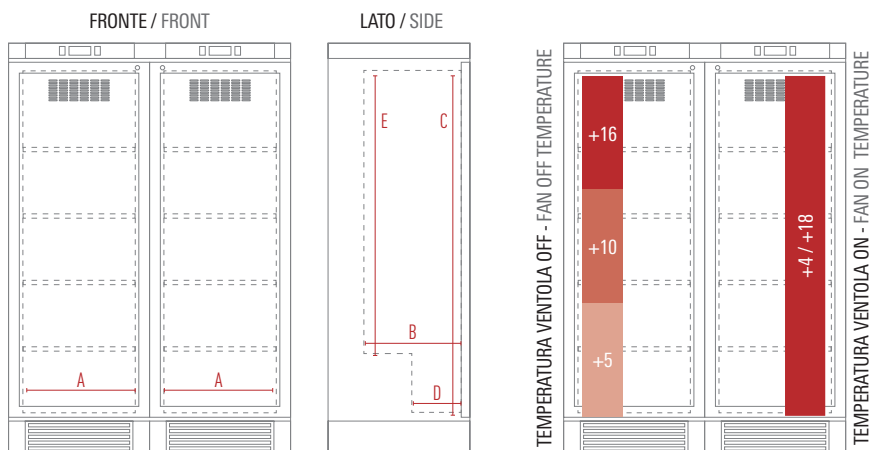 FRONTE / FRONT
LATO / SIDE
E
C
B
D
A
A
TEMPERATURA VENTOLA OFF - FAN OFF TEMPERATURE
+16
+10
+5
+4 / +18
TEMPERATURA VENTOLA ON - FAN ON TEMPERATURE